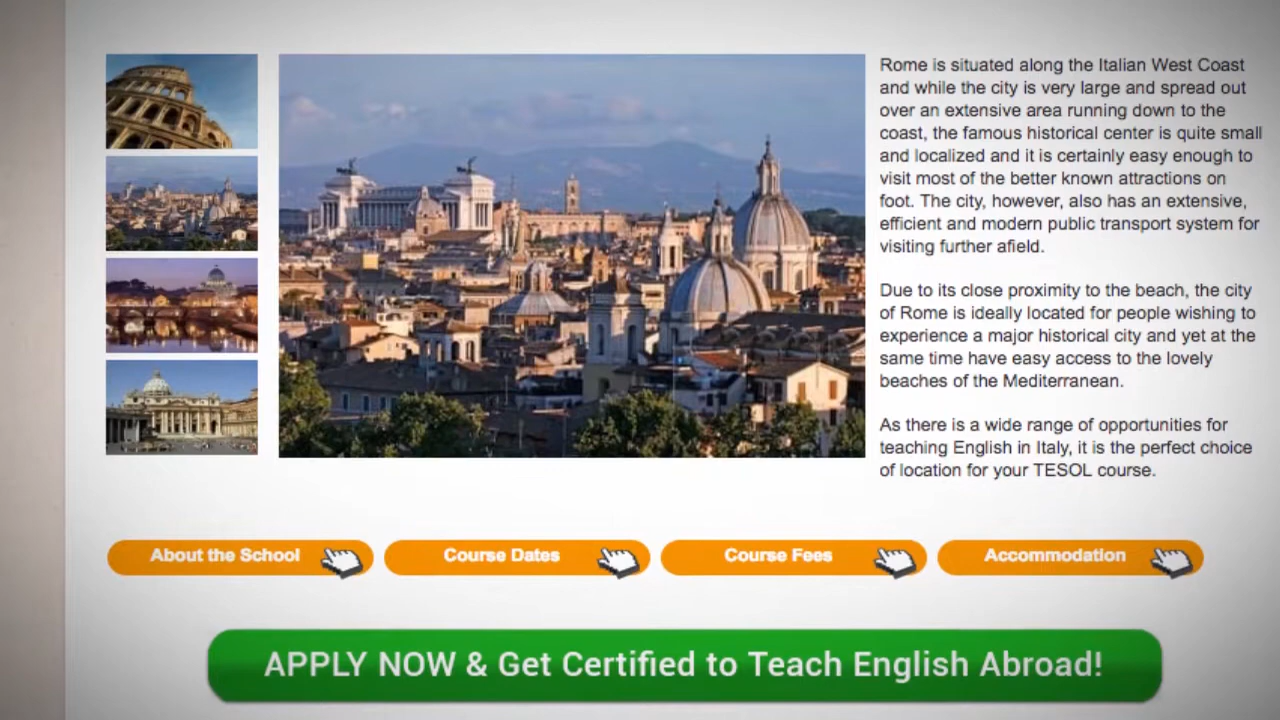 Rome is situated along the Italian West Coast
and while the city is very large and spread out
over an extensive area running down to the
coast, the famous historical center is quite small
and localized and it is certainly easy enough to
visit most of the better known attractions on
foot. The city, however, also has an extensive,
efficient and modern public transport system for
visiting further afield.
Due to its close proximity to the beach, the city
of Rome is ideally located for people wishing to
experience a major historical city and yet at the
same time have easy access to the lovely
beaches of the Mediterranean.
As there is a wide range of opportunities for
teaching English in Italy, it is the perfect choice
of location for your TESOL course.
About the School
Course Dates
Course Fees
Accommodation
APPLY NOW & Get Certified to Teach English Abroad!